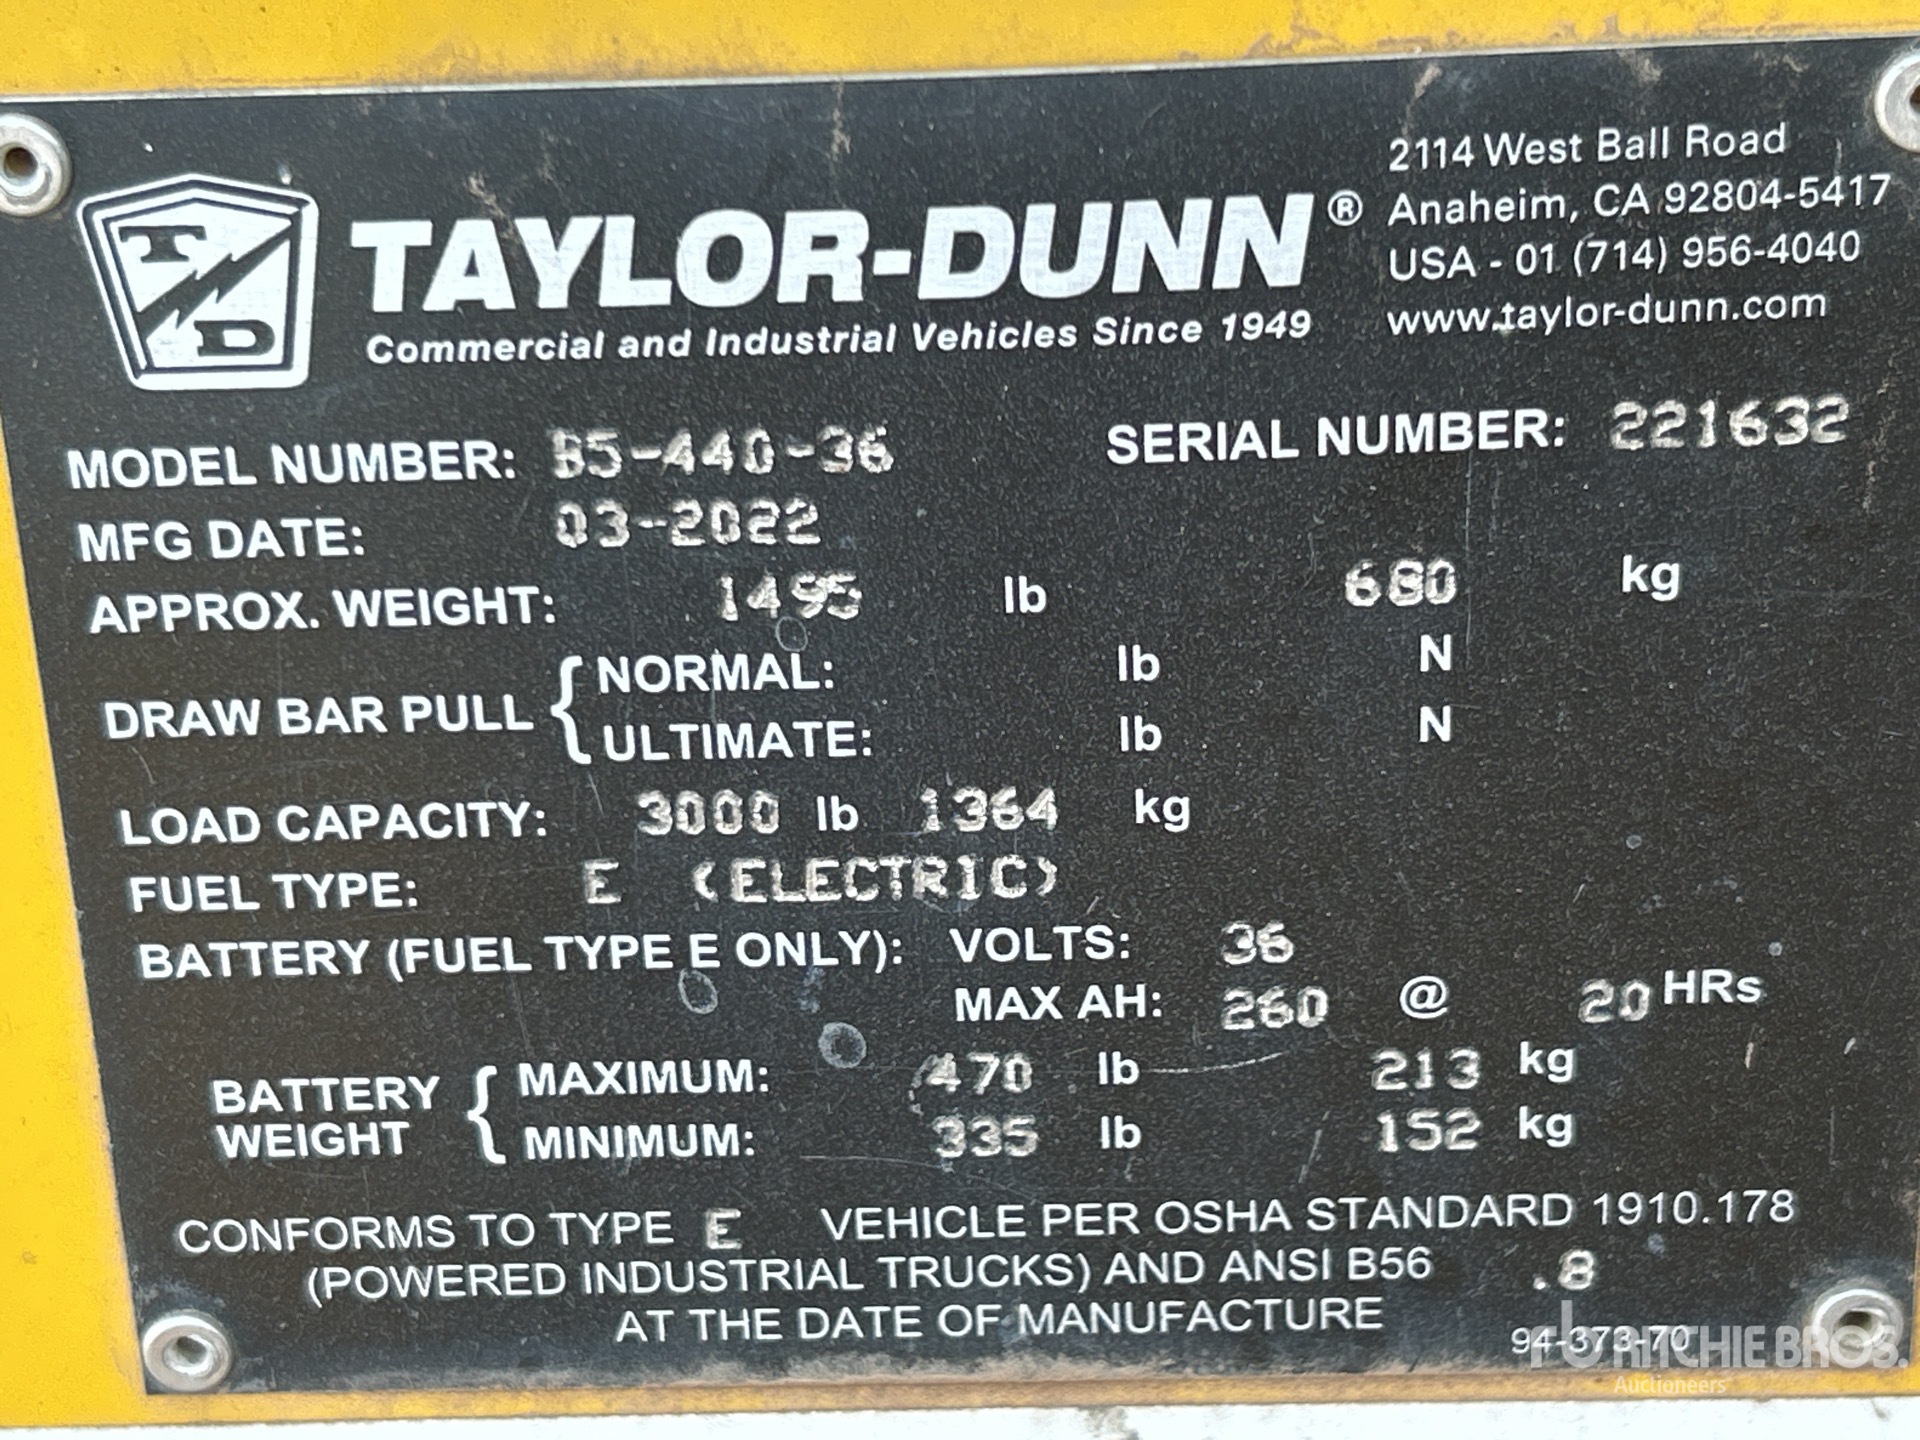 T D
TAYLOR-DUNN®
Commercial and Industrial Vehicles Since 1949
2114 West Ball Road
Anaheim, CA 92804-5417
USA - 01 (714) 956-4040
www.taylor-dunn.com
MODEL NUMBER: B5-440-36 SERIAL NUMBER: 221632
MFG DATE: 03-2022
APPROX. WEIGHT: 1495 lb 680 kg
DRAW BAR PULL { NORMAL: lb N
ULTIMATE: lb N
LOAD CAPACITY: 3000 lb 1364 kg
FUEL TYPE: E (ELECTRIC)
BATTERY (FUEL TYPE E ONLY): VOLTS: 36
MAX AH: 260 @ 20 HRs
BATTERY WEIGHT { MAXIMUM: 470 lb 213 kg
MINIMUM: 335 lb 152 kg
CONFORMS TO TYPE E VEHICLE PER OSHA STANDARD 1910.178
(POWERED INDUSTRIAL TRUCKS) AND ANSI B56 .8
AT THE DATE OF MANUFACTURE
94-373-70
rb RITCHIE BROS.
Auctioneers